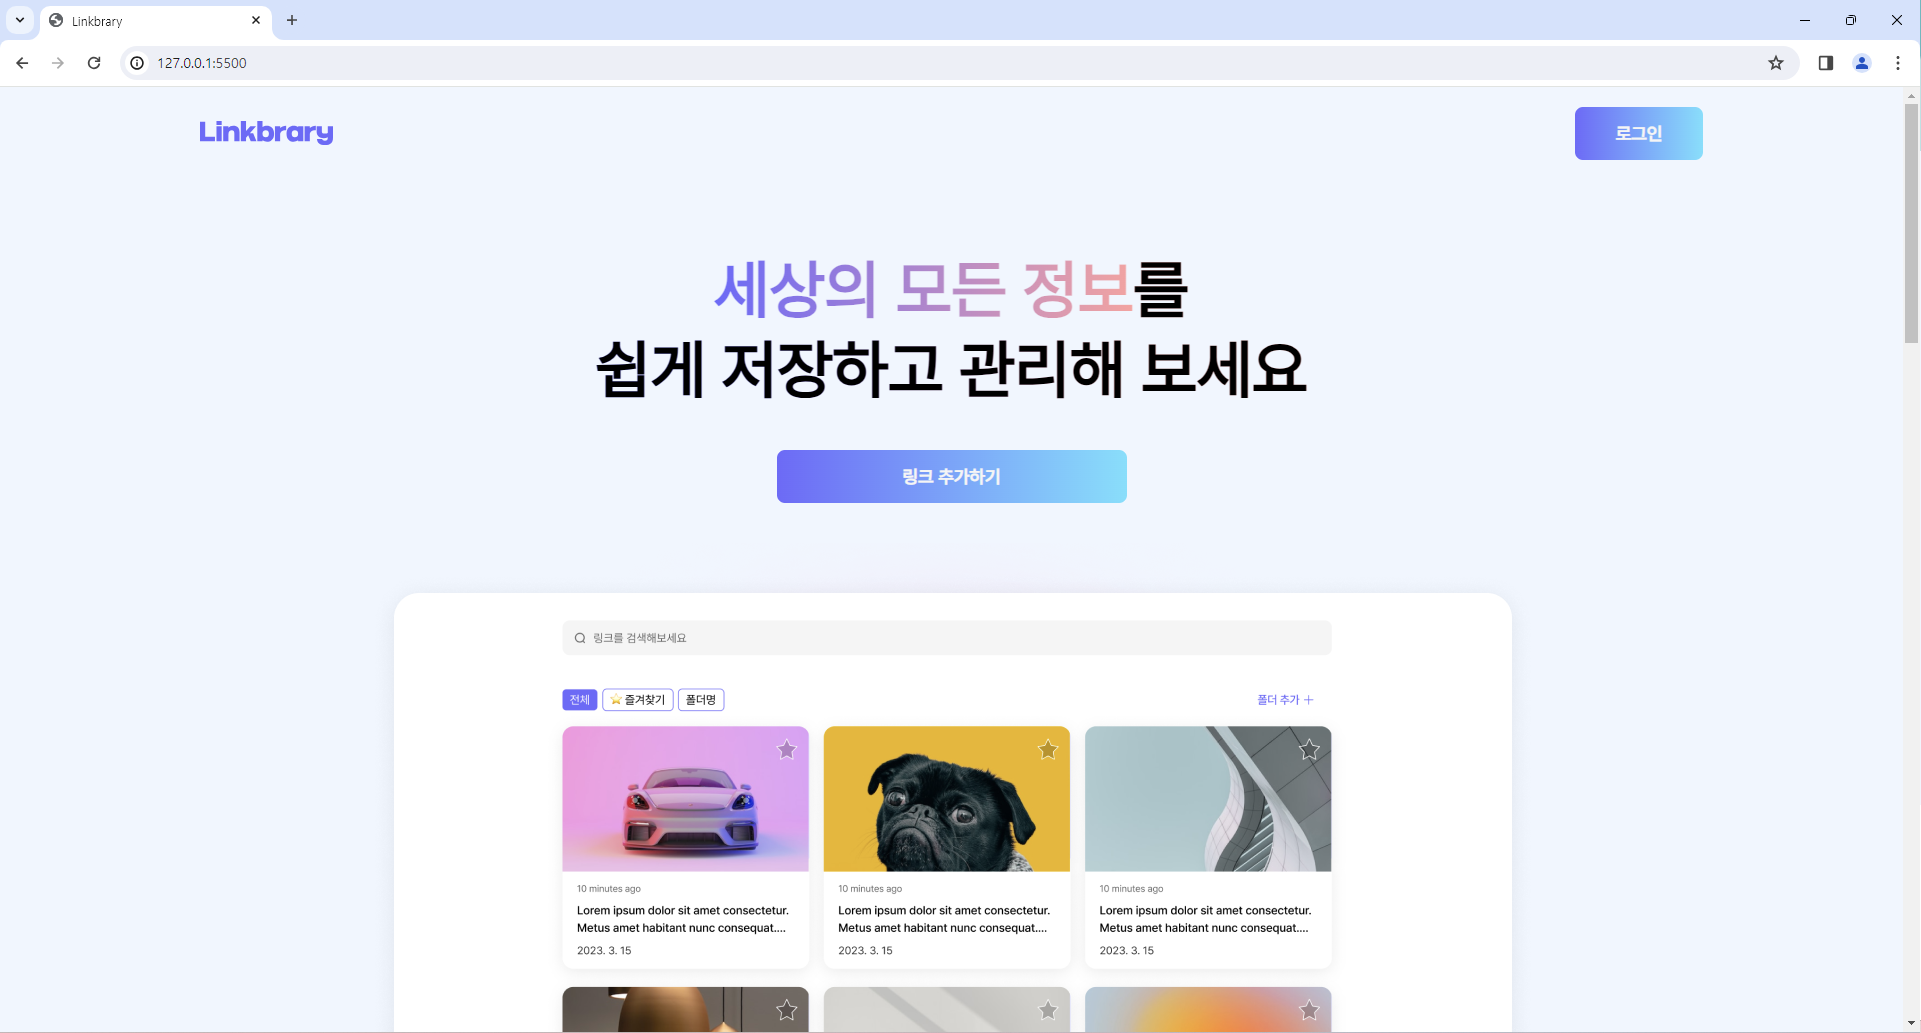 Linkbrary
127.0.0.1:5500
Linkbrary
로그인
세상의 모든 정보를
쉽게 저장하고 관리해 보세요
링크 추가하기
링크를 검색해보세요
전체
즐겨찾기
폴더명
폴더 추가 +
10 minutes ago
Lorem ipsum dolor sit amet consectetur.
Metus amet habitant nunc consequat....
2023. 3. 15
10 minutes ago
Lorem ipsum dolor sit amet consectetur.
Metus amet habitant nunc consequat....
2023. 3. 15
10 minutes ago
Lorem ipsum dolor sit amet consectetur.
Metus amet habitant nunc consequat....
2023. 3. 15